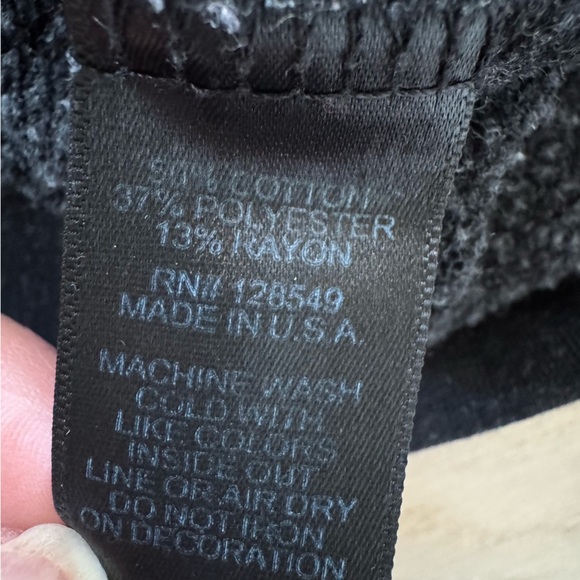 50% COTTON
37% POLYESTER
13% RAYON
RN# 128549
MADE IN U.S.A.
MACHINE WASH
COLD WITH
LIKE COLORS
INSIDE OUT
LINE OR AIR DRY
DO NOT IRON
ON DECORATION